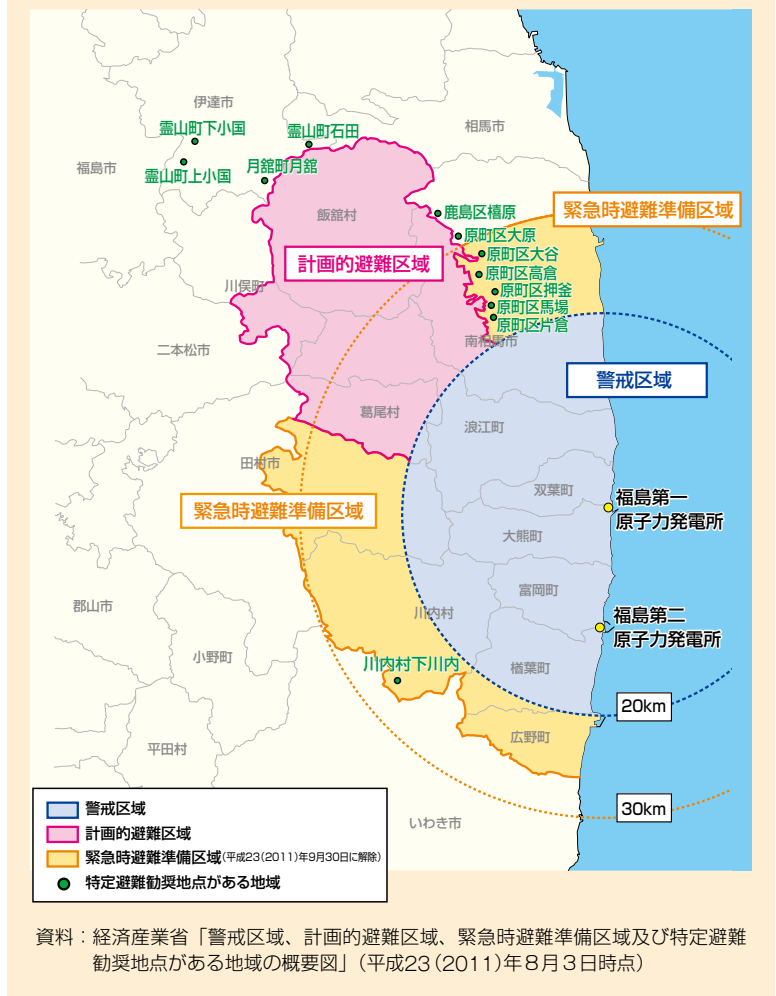 伊達市
霊山町下小国
霊山町石田
相馬市
福島市
霊山町上小国
月舘町月舘
飯舘村
鹿島区橲原
緊急時避難準備区域
原町区大原
計画的避難区域
原町区大谷
原町区高倉
川俣町
原町区押釜
原町区馬場
原町区片倉
南相馬市
二本松市
警戒区域
葛尾村
浪江町
田村市
双葉町
福島第一
原子力発電所
緊急時避難準備区域
大熊町
富岡町
郡山市
川内村
福島第二
原子力発電所
小野町
川内村下川内
楢葉町
20km
広野町
平田村
30km
いわき市
警戒区域
計画的避難区域
緊急時避難準備区域(平成23(2011)年9月30日に解除)
特定避難勧奨地点がある地域
資料:経済産業省「警戒区域、計画的避難区域、緊急時避難準備区域及び特定避難
勧奨地点がある地域の概要図」(平成23(2011)年8月3日時点)